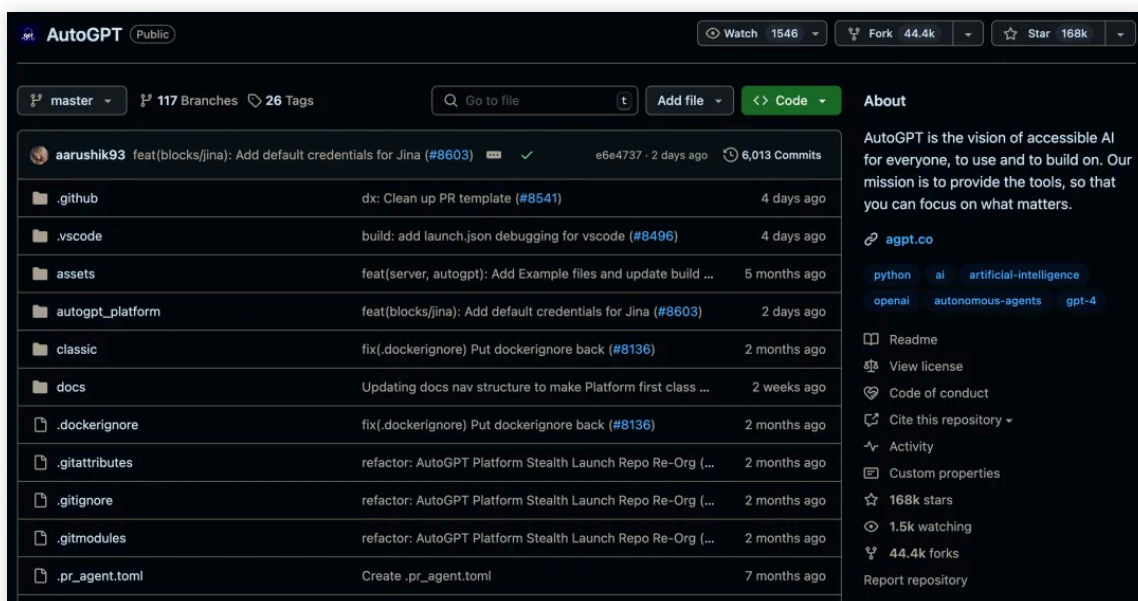 AutoGPT Public
Watch 1546 Fork 44.4k Star 168k
master 117 Branches 26 Tags Go to file t Add file Code
aarushik93 feat(blocks/jina): Add default credentials for Jina (#8603) e6e4737 · 2 days ago 6,013 Commits
.github dx: Clean up PR template (#8541) 4 days ago
.vscode build: add launch.json debugging for vscode (#8496) 4 days ago
assets feat(server, autogpt): Add Example files and update build ... 5 months ago
autogpt_platform feat(blocks/jina): Add default credentials for Jina (#8603) 2 days ago
classic fix(.dockerignore) Put dockerignore back (#8136) 2 months ago
docs Updating docs nav structure to make Platform first class ... 2 weeks ago
.dockerignore fix(.dockerignore) Put dockerignore back (#8136) 2 months ago
.gitattributes refactor: AutoGPT Platform Stealth Launch Repo Re-Org (... 2 months ago
.gitignore refactor: AutoGPT Platform Stealth Launch Repo Re-Org (... 2 months ago
.gitmodules refactor: AutoGPT Platform Stealth Launch Repo Re-Org (... 2 months ago
.pr_agent.toml Create .pr_agent.toml 7 months ago
About
AutoGPT is the vision of accessible AI
for everyone, to use and to build on. Our
mission is to provide the tools, so that
you can focus on what matters.
agpt.co
python ai artificial-intelligence
openai autonomous-agents gpt-4
Readme
View license
Code of conduct
Cite this repository
Activity
Custom properties
168k stars
1.5k watching
44.4k forks
Report repository